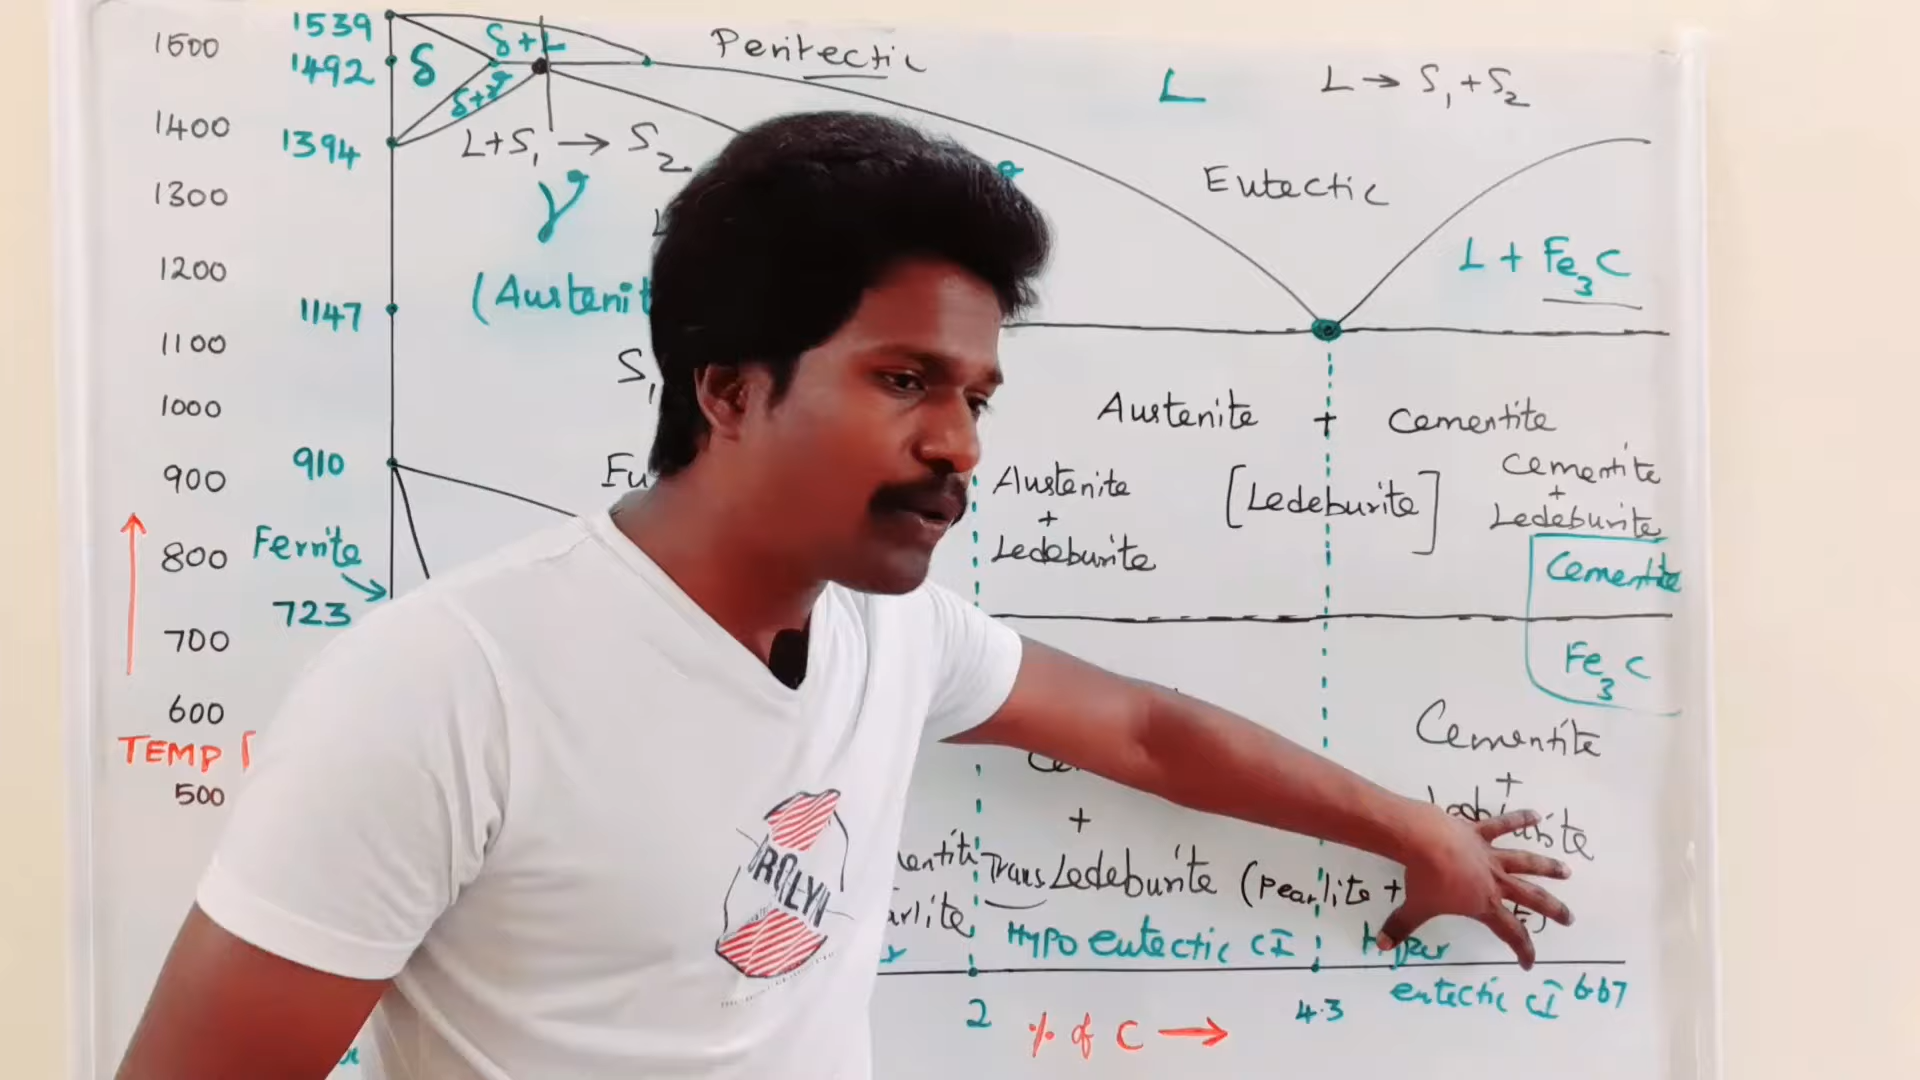 1500
1539
1492
δ
δ+L
Peritectic
L
L → S1 + S2
1400
1394
δ+γ
L+S1 → S2
1300
γ
Eutectic
1200
(Austenit
L + Fe3C
1147
1100
S1
1000
Austenite + Cementite
910
900
Austenite
+
Ledeburite
[Ledeburite]
Cementite
+
Ledeburite
Ferrite
800
Cementite
723
700
Fe3C
600
Cementite
+
TEMP
500
+
Trans Ledeburite (Pearlite +
Hypo eutectic CI
Hyper
eutectic CI
2
4.3
6.67
% of C →